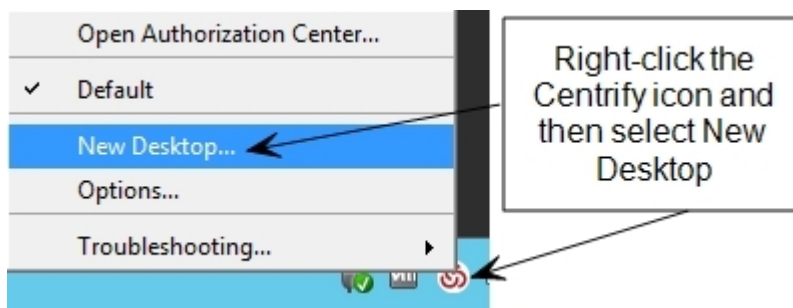 Open Authorization Center...
Default
New Desktop...
Options...
Troubleshooting...
Right-click the
Centrify icon and
then select New
Desktop